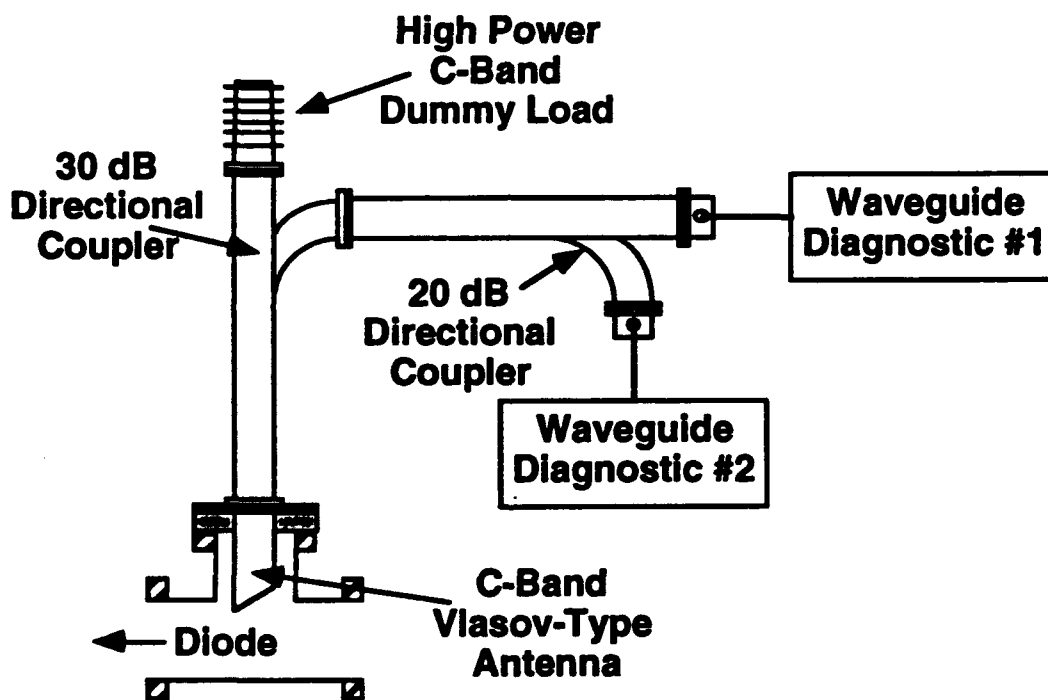 High Power
C-Band
Dummy Load
30 dB
Directional
Coupler
Waveguide
Diagnostic #1
20 dB
Directional
Coupler
Waveguide
Diagnostic #2
C-Band
Vlasov-Type
Antenna
Diode